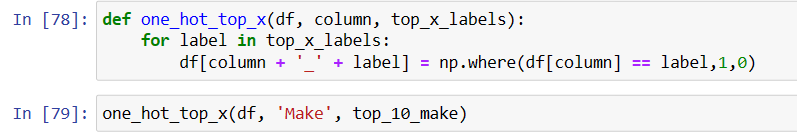 In [78]: def one_hot_top_x(df, column, top_x_labels):
    for label in top_x_labels:
        df[column + '_' + label] = np.where(df[column] == label,1,0)
In [79]: one_hot_top_x(df, 'Make', top_10_make)